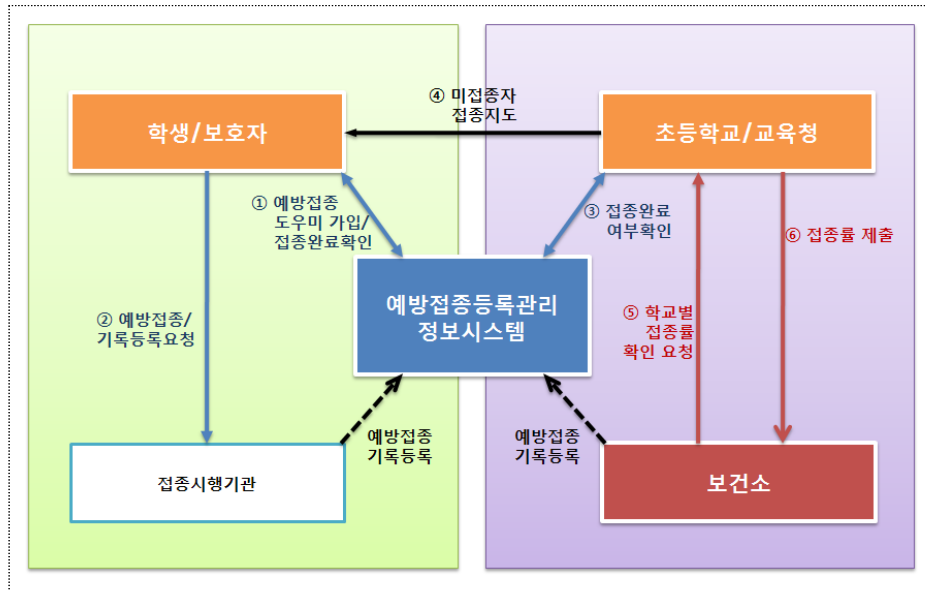 ④ 미접종자
접종지도
학생/보호자
초등학교/교육청
① 예방접종
도우미 가입/
접종완료확인
③ 접종완료
여부확인
⑥ 접종률 제출
예방접종등록관리
정보시스템
② 예방접종/
기록등록요청
⑤ 학교별
접종률
확인 요청
예방접종
기록등록
예방접종
기록등록
접종시행기관
보건소